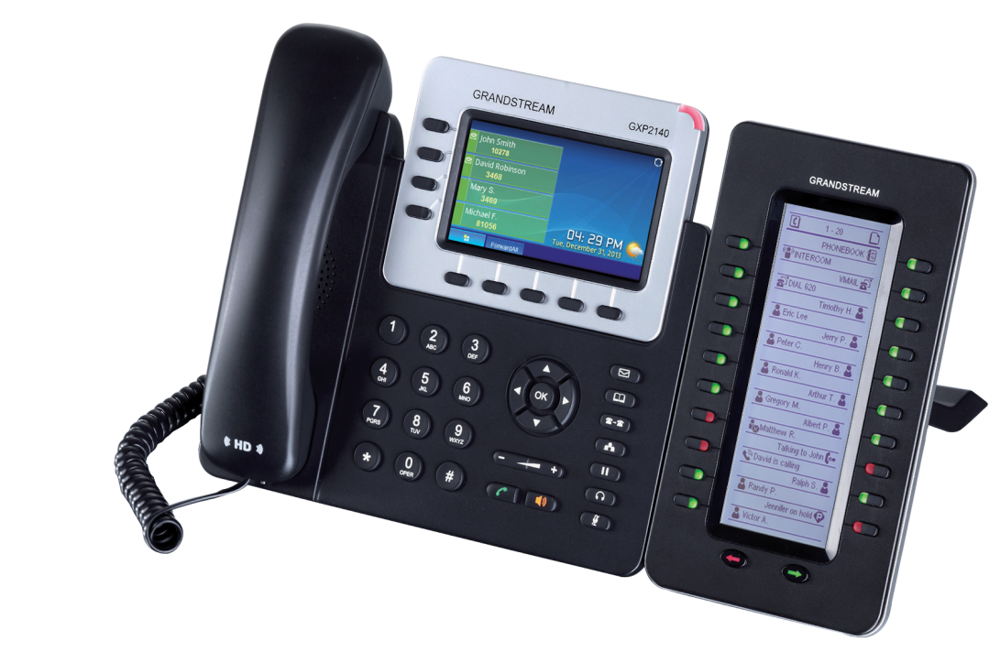 GRANDSTREAM
GXP2140
John Smith
10278
David Robinson
3468
Mary S.
3469
Michael F.
81056
04:29 PM
Tue, December 31, 2013
ForwardAll
1
2
ABC
3
DEF
4
GHI
5
JKL
6
MNO
7
PQRS
8
TUV
9
WXYZ
*
0
OPER
#
OK
- +
HD
GRANDSTREAM
1 - 20
PHONEBOOK
INTERCOM
VMAIL
DIAL 620
Timothy H.
Eric Lee
Jerry P.
Peter C.
Henry B.
Ronald K.
Arthur T.
Gregory M.
Albert P.
Matthew R.
Talking to John
David is calling
Ralph S.
Randy P.
Jennifer on hold
Victor A.